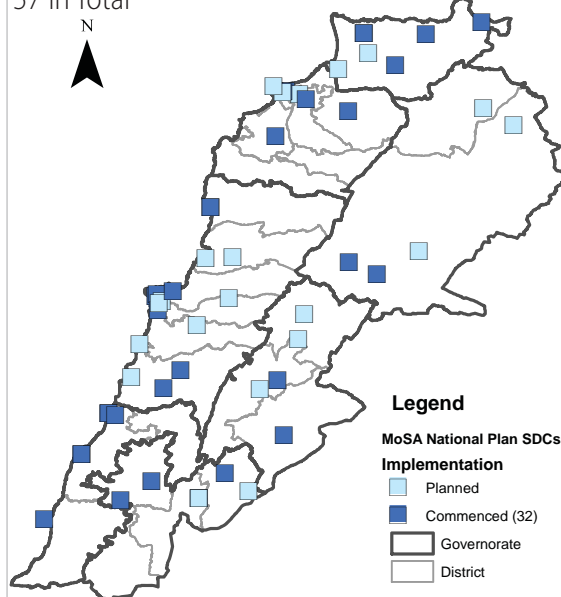 57 in total
N
Legend
MoSA National Plan SDCs
Implementation
Planned
Commenced (32)
Governorate
District